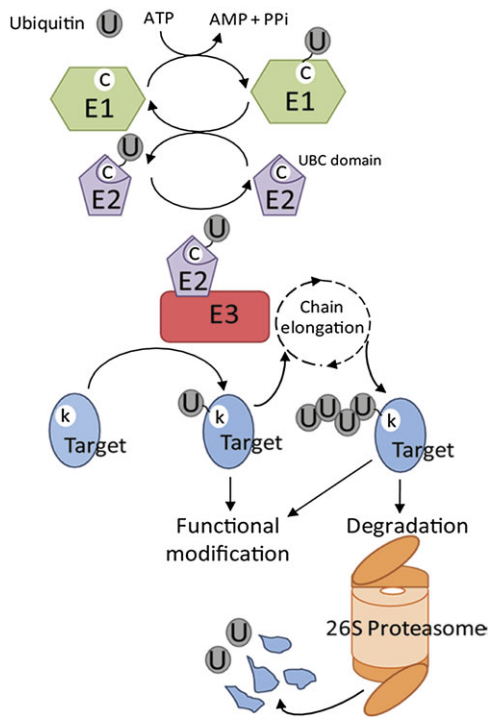 Ubiquitin U
ATP
AMP + PPi
U
C
E1
C
E1
U
C
E2
C
E2
UBC domain
U
C
E2
E3
Chain
elongation
k
Target
U
k
Target
U U U U
k
Target
Functional
modification
Degradation
26S Proteasome
U
U